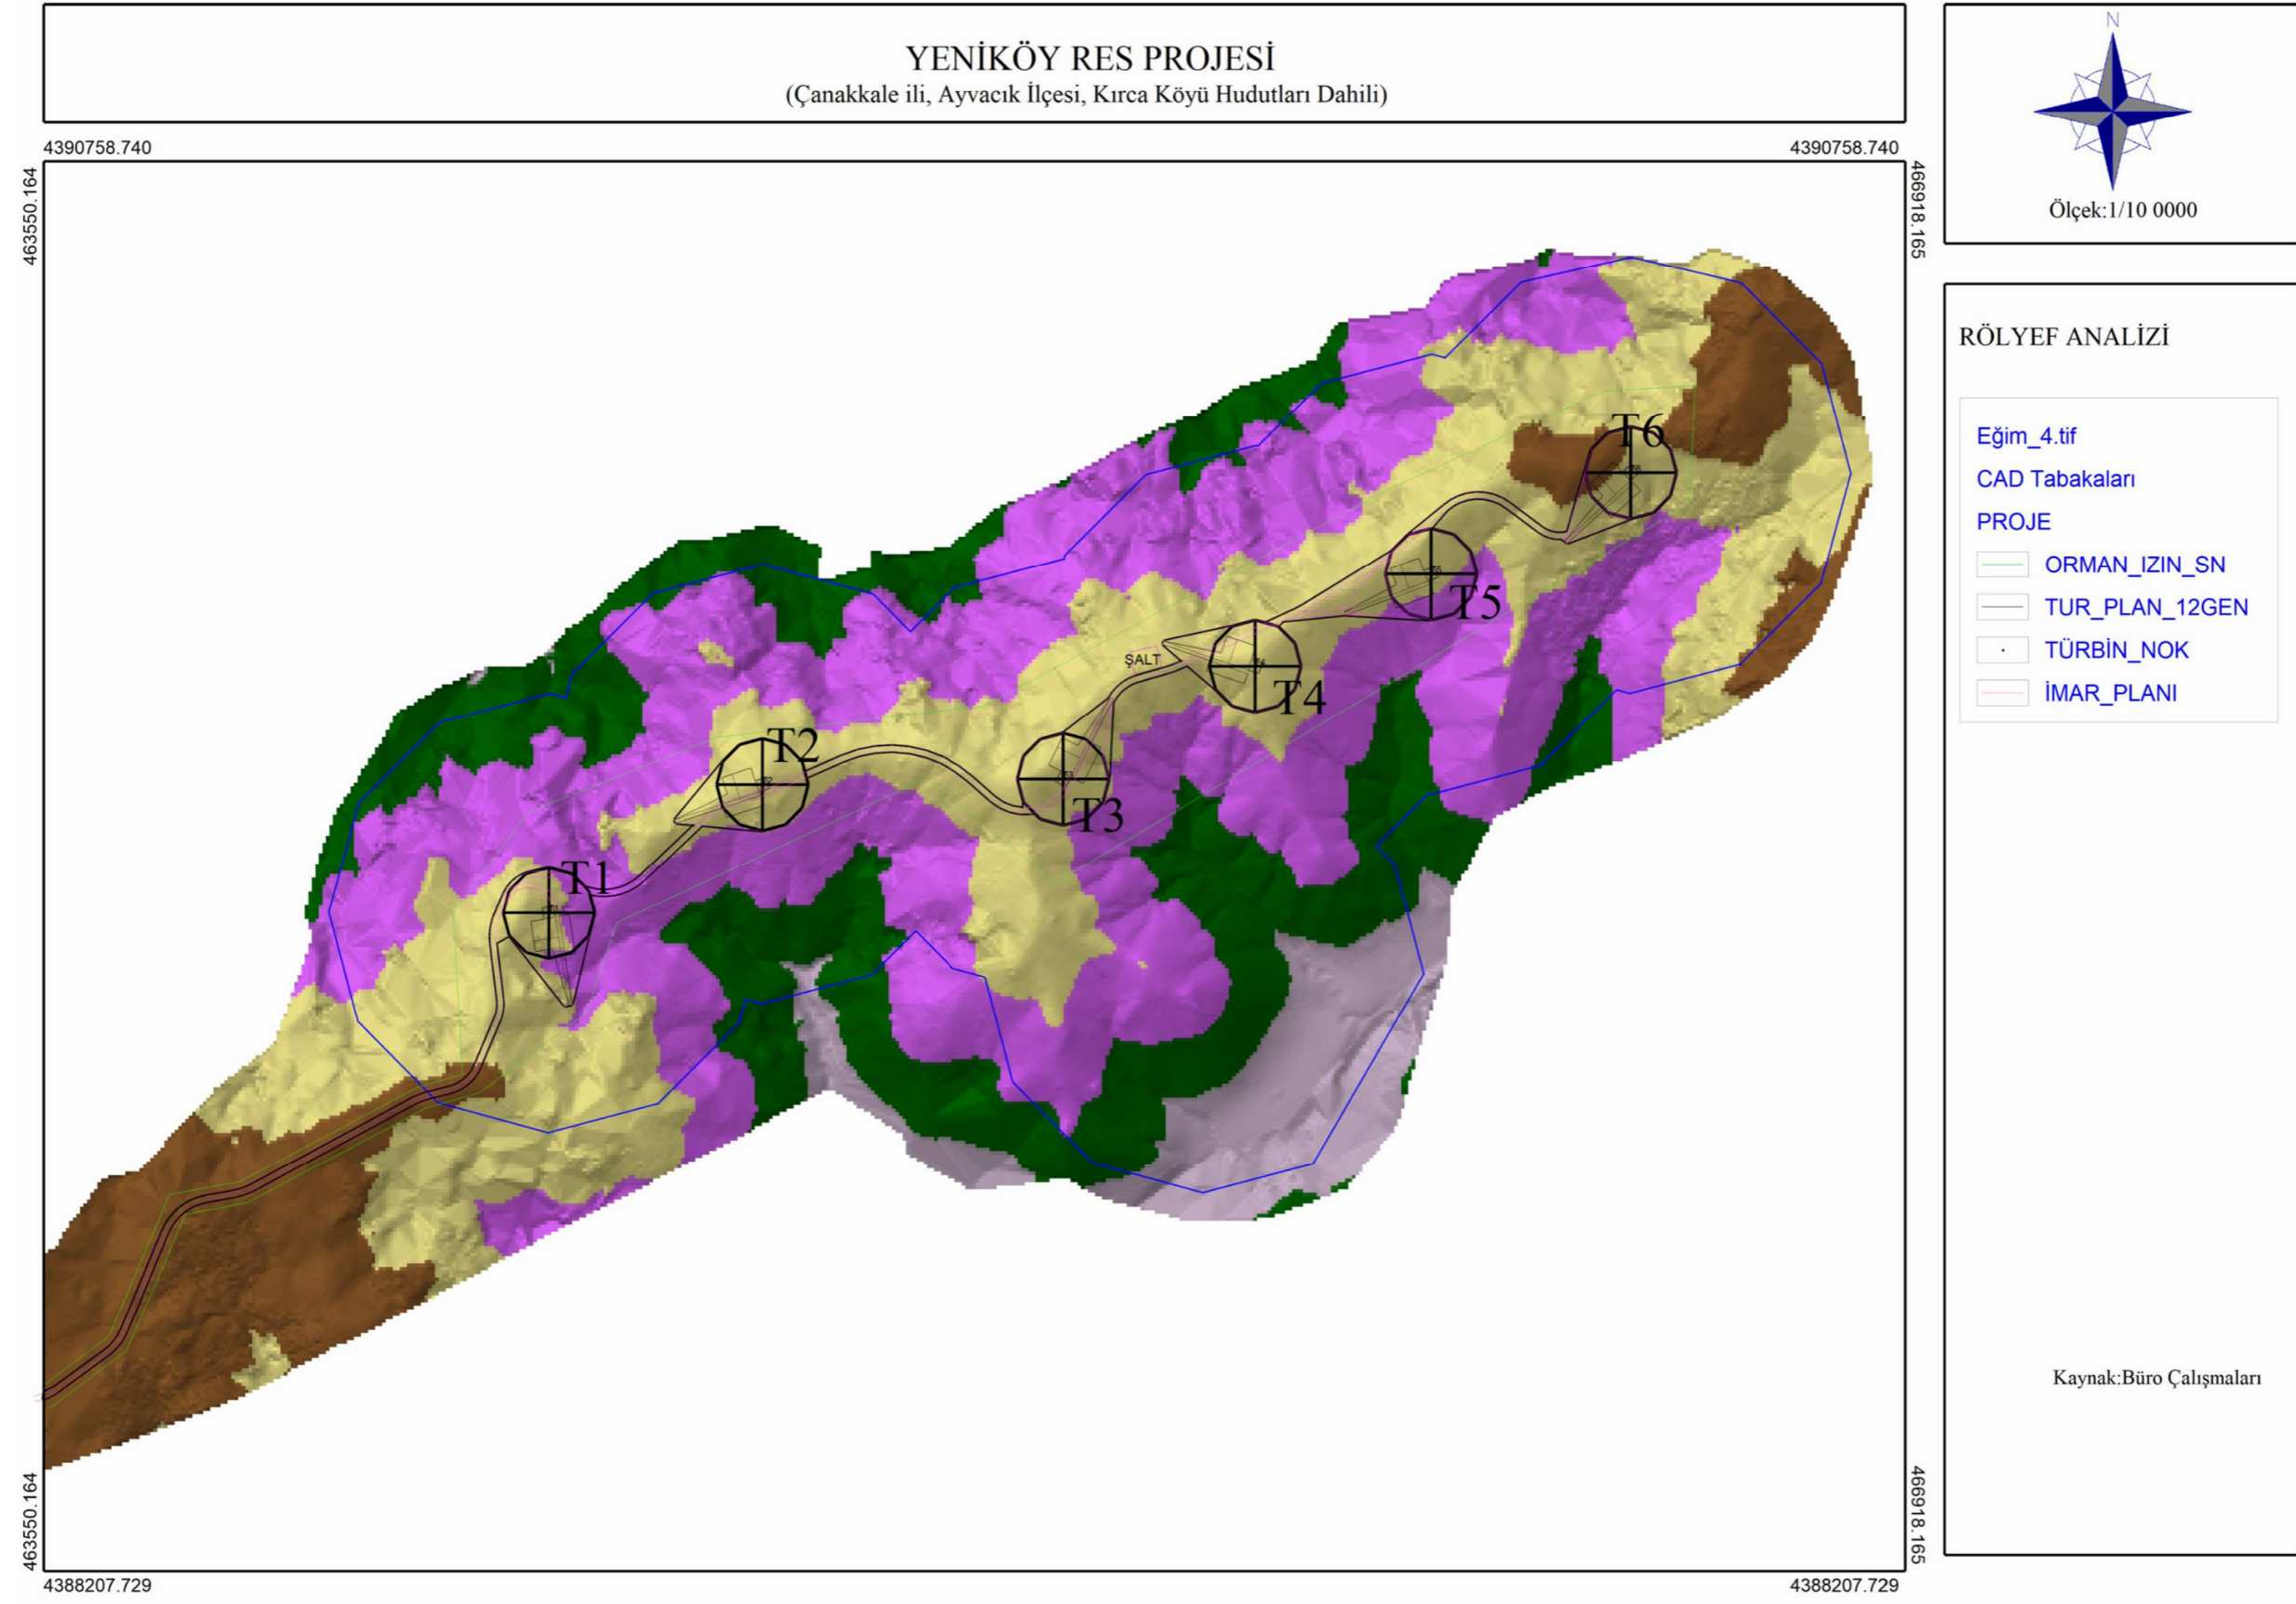 YENİKÖY RES PROJESİ
(Çanakkale ili, Ayvacık İlçesi, Kırca Köyü Hudutları Dahili)
N
Ölçek:1/10 0000
4390758.740
4390758.740
463550.164
466918.165
RÖLYEF ANALİZİ
Eğim_4.tif
CAD Tabakaları
PROJE
ORMAN_IZIN_SN
TUR_PLAN_12GEN
TÜRBİN_NOK
İMAR_PLANI
T6
T5
ŞALT
T4
T2
T3
T1
Kaynak:Büro Çalışmaları
463550.164
466918.165
4388207.729
4388207.729